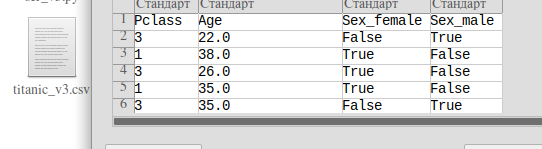 Стандарт Стандарт Стандарт Стандарт
1 Pclass Age Sex_female Sex_male
2 3 22.0 False True
3 1 38.0 True False
4 3 26.0 True False
5 1 35.0 True False
6 3 35.0 False True
titanic_v3.csv